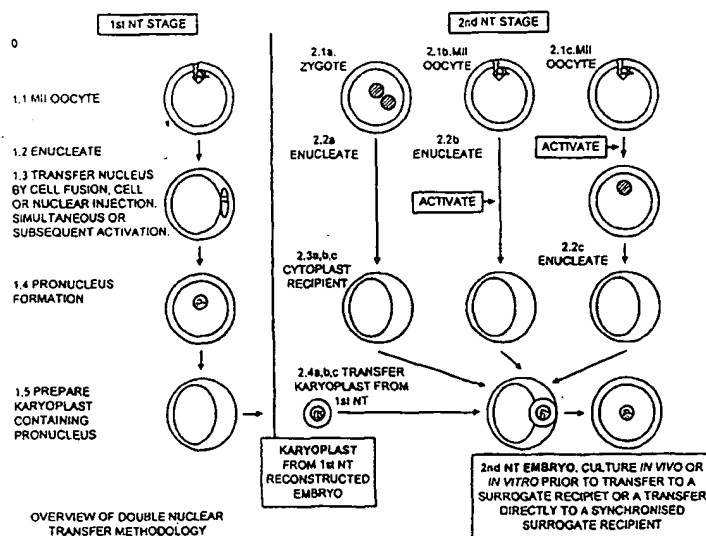 1st NT STAGE
2nd NT STAGE
0
1.1 MII OOCYTE
1.2 ENUCLEATE
1.3 TRANSFER NUCLEUS
BY CELL FUSION, CELL
OR NUCLEAR INJECTION.
SIMULTANEOUS OR
SUBSEQUENT ACTIVATION.
1.4 PRONUCLEUS
FORMATION
1.5 PREPARE
KARYOPLAST
CONTAINING
PRONUCLEUS
2.1a.
ZYGOTE
2.1b. MII
OOCYTE
2.1c. MII
OOCYTE
2.2a
ENUCLEATE
2.2b
ENUCLEATE
ACTIVATE
ACTIVATE
2.2c
ENUCLEATE
2.3a,b,c
CYTOPLAST
RECIPIENT
2.4a,b,c TRANSFER
KARYOPLAST FROM
1st NT
KARYOPLAST
FROM 1st NT
RECONSTRUCTED
EMBRYO
2nd NT EMBRYO. CULTURE IN VIVO OR
IN VITRO PRIOR TO TRANSFER TO A
SURROGATE RECIPIET OR A TRANSFER
DIRECTLY TO A SYNCHRONISED
SURROGATE RECIPIENT
OVERVIEW OF DOUBLE NUCLEAR
TRANSFER METHODOLOGY